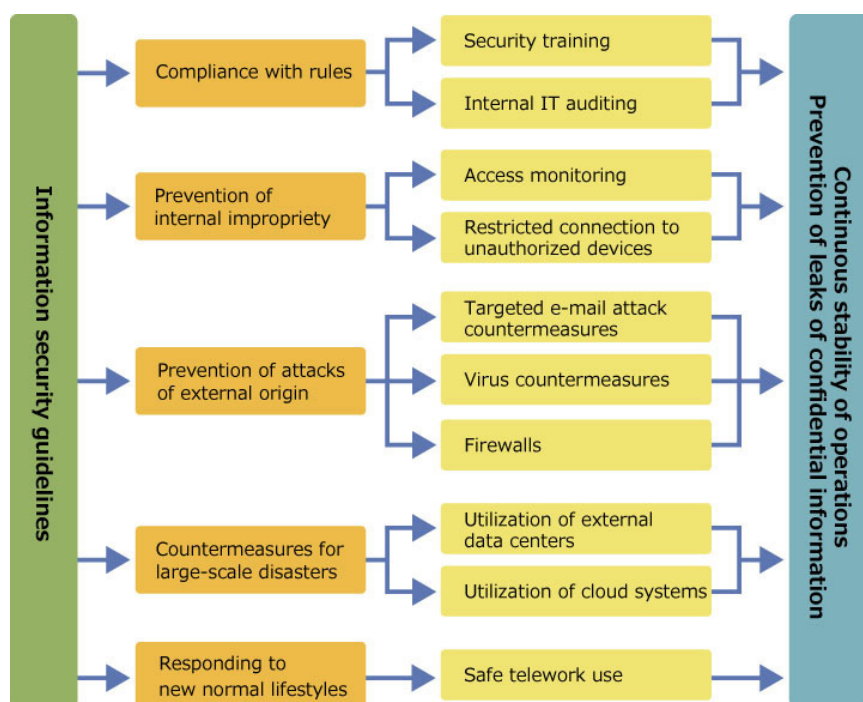 Information security guidelines
Compliance with rules
Security training
Internal IT auditing
Prevention of
internal impropriety
Access monitoring
Restricted connection to
unauthorized devices
Prevention of attacks
of external origin
Targeted e-mail attack
countermeasures
Virus countermeasures
Firewalls
Countermeasures for
large-scale disasters
Utilization of external
data centers
Utilization of cloud systems
Responding to
new normal lifestyles
Safe telework use
Continuous stability of operations
Prevention of leaks of confidential information